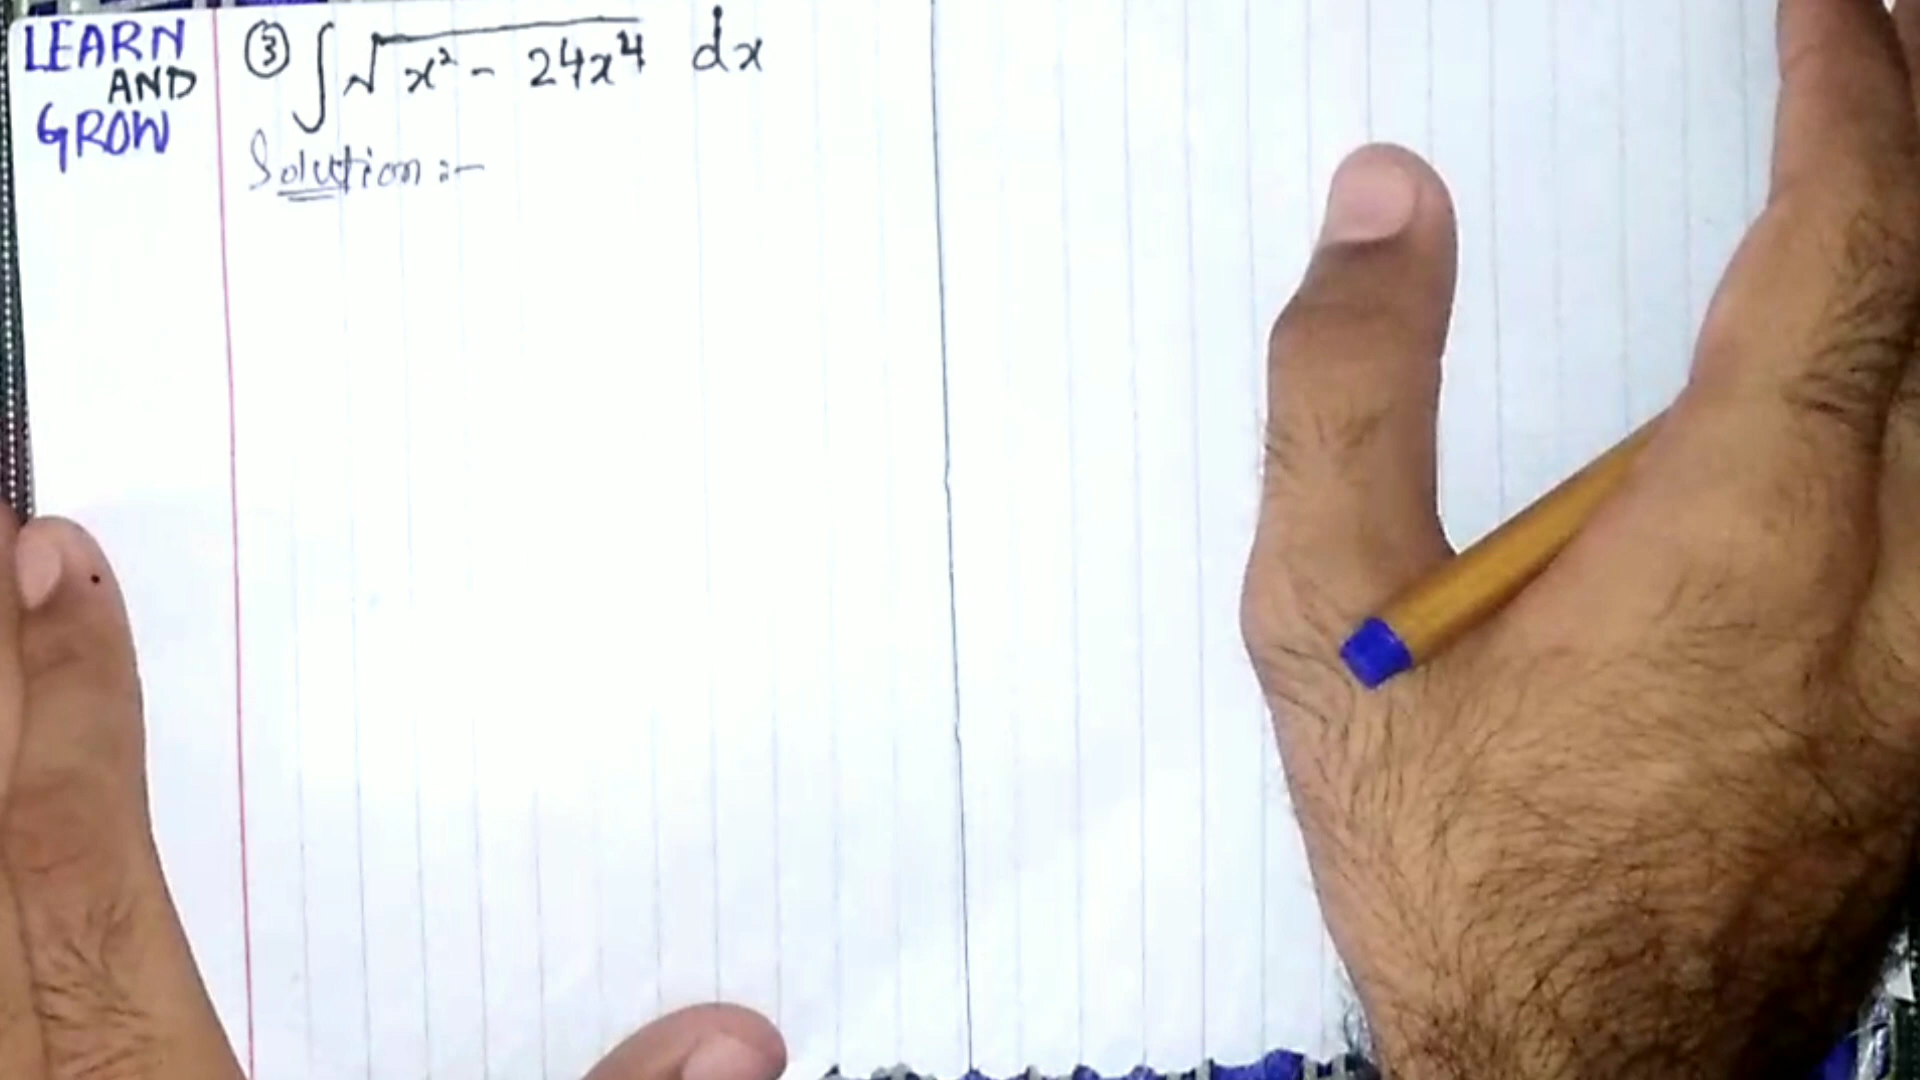 LEARN
AND
GROW
③ ∫ √x² - 24x⁴ dx
Solution :-